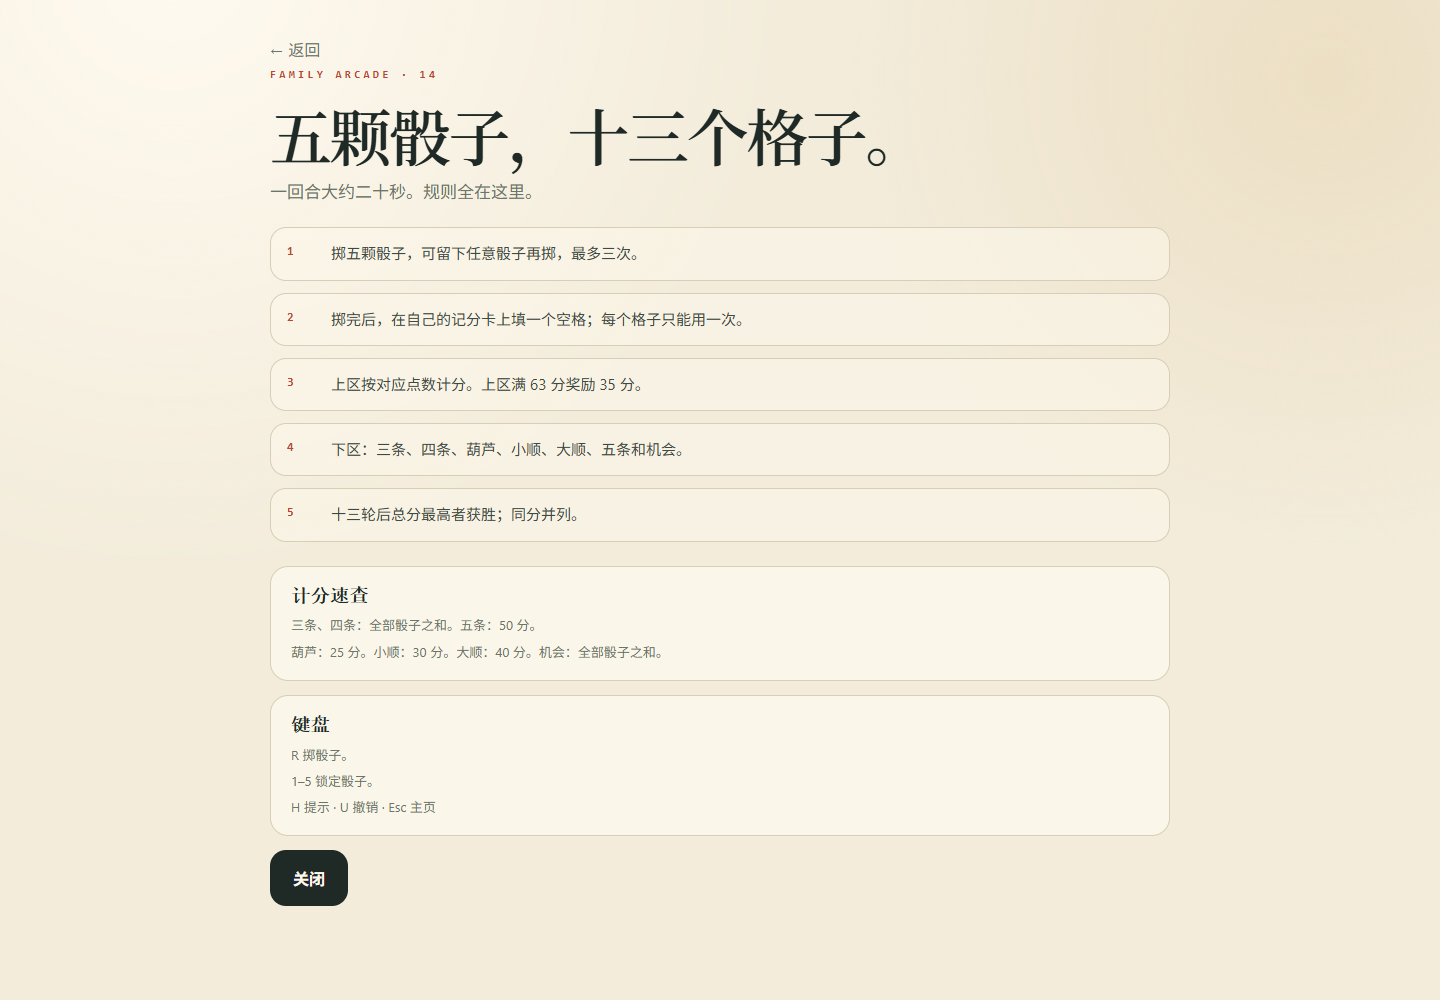 ← 返回
FAMILY ARCADE · 14
五颗骰子，十三个格子。
一回合大约二十秒。规则全在这里。
1 掷五颗骰子，可留下任意骰子再掷，最多三次。
2 掷完后，在自己的记分卡上填一个空格；每个格子只能用一次。
3 上区按对应点数计分。上区满 63 分奖励 35 分。
4 下区：三条、四条、葫芦、小顺、大顺、五条和机会。
5 十三轮后总分最高者获胜；同分并列。
计分速查
三条、四条：全部骰子之和。五条：50 分。
葫芦：25 分。小顺：30 分。大顺：40 分。机会：全部骰子之和。
键盘
R 掷骰子。
1–5 锁定骰子。
H 提示 · U 撤销 · Esc 主页
关闭